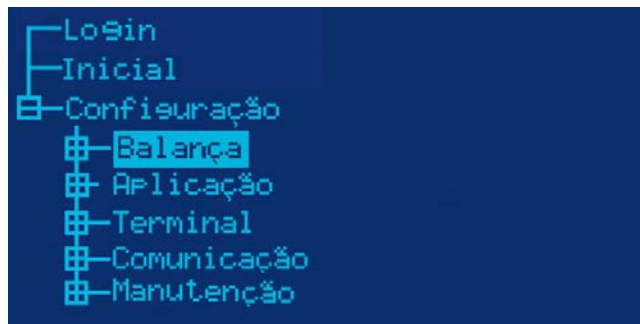 Login
Inicial
Configuração
Balança
Aplicação
Terminal
Comunicação
Manutenção